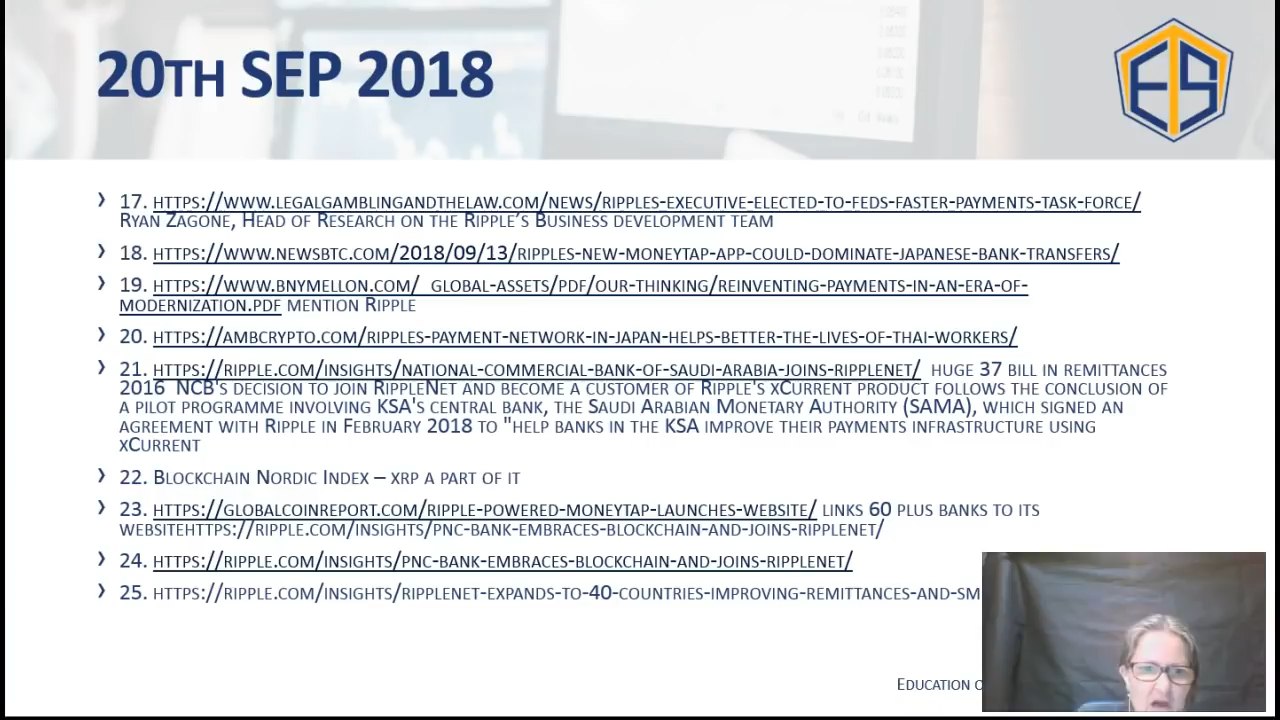 20TH SEP 2018
ES
› 17. HTTPS://WWW.LEGALGAMBLINGANDTHELAW.COM/NEWS/RIPPLES-EXECUTIVE-ELECTED-TO-FEDS-FASTER-PAYMENTS-TASK-FORCE/
RYAN ZAGONE, HEAD OF RESEARCH ON THE RIPPLE'S BUSINESS DEVELOPMENT TEAM
› 18. HTTPS://WWW.NEWSBTC.COM/2018/09/13/RIPPLES-NEW-MONEYTAP-APP-COULD-DOMINATE-JAPANESE-BANK-TRANSFERS/
› 19. HTTPS://WWW.BNYMELLON.COM/_GLOBAL-ASSETS/PDF/OUR-THINKING/REINVENTING-PAYMENTS-IN-AN-ERA-OF-
MODERNIZATION.PDF MENTION RIPPLE
› 20. HTTPS://AMBCRYPTO.COM/RIPPLES-PAYMENT-NETWORK-IN-JAPAN-HELPS-BETTER-THE-LIVES-OF-THAI-WORKERS/
› 21. HTTPS://RIPPLE.COM/INSIGHTS/NATIONAL-COMMERCIAL-BANK-OF-SAUDI-ARABIA-JOINS-RIPPLENET/ HUGE 37 BILL IN REMITTANCES
2016 NCB'S DECISION TO JOIN RIPPLENET AND BECOME A CUSTOMER OF RIPPLE'S XCURRENT PRODUCT FOLLOWS THE CONCLUSION OF
A PILOT PROGRAMME INVOLVING KSA'S CENTRAL BANK, THE SAUDI ARABIAN MONETARY AUTHORITY (SAMA), WHICH SIGNED AN
AGREEMENT WITH RIPPLE IN FEBRUARY 2018 TO "HELP BANKS IN THE KSA IMPROVE THEIR PAYMENTS INFRASTRUCTURE USING
XCURRENT
› 22. BLOCKCHAIN NORDIC INDEX – XRP A PART OF IT
› 23. HTTPS://GLOBALCOINREPORT.COM/RIPPLE-POWERED-MONEYTAP-LAUNCHES-WEBSITE/ LINKS 60 PLUS BANKS TO ITS
WEBSITEHTTPS://RIPPLE.COM/INSIGHTS/PNC-BANK-EMBRACES-BLOCKCHAIN-AND-JOINS-RIPPLENET/
› 24. HTTPS://RIPPLE.COM/INSIGHTS/PNC-BANK-EMBRACES-BLOCKCHAIN-AND-JOINS-RIPPLENET/
› 25. HTTPS://RIPPLE.COM/INSIGHTS/RIPPLENET-EXPANDS-TO-40-COUNTRIES-IMPROVING-REMITTANCES-AND-SM
EDUCATION